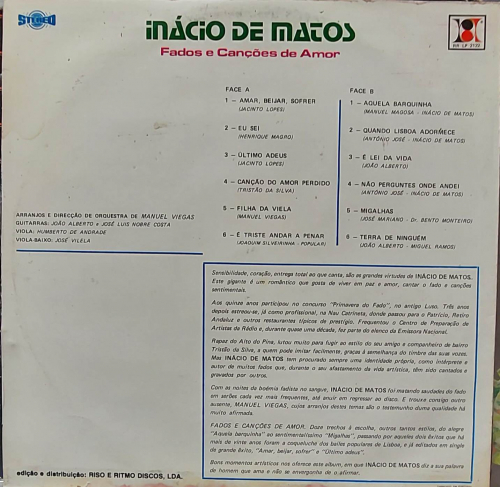 STEREO
INÁCIO DE MATOS
Fados e Canções de Amor
RR LP 2135
FACE A
1 – AMAR, BEIJAR, SOFRER
(JACINTO LOPES)
2 – EU SEI
(HENRIQUE MAGRO)
3 – ÚLTIMO ADEUS
(JACINTO LOPES)
4 – CANÇÃO DO AMOR PERDIDO
(TRISTÃO DA SILVA)
5 – FILHA DA VIELA
(MANUEL VIEGAS)
6 – É TRISTE ANDAR A PENAR
(JOAQUIM SILVEIRINHA - POPULAR)
FACE B
1 – AQUELA BARQUINHA
(MANUEL MAGOSA - INÁCIO DE MATOS)
2 – QUANDO LISBOA ADORMECE
(ANTÓNIO JOSÉ - INÁCIO DE MATOS)
3 – É LEI DA VIDA
(JOÃO ALBERTO)
4 – NÃO PERGUNTES ONDE ANDEI
(ANTÓNIO JOSÉ - INÁCIO DE MATOS)
5 – MIGALHAS
(JOSÉ MARIANO - Dr. BENTO MONTEIRO)
6 – TERRA DE NINGUÉM
(JOÃO ALBERTO - MIGUEL RAMOS)
ARRANJOS E DIRECÇÃO DE ORQUESTRA DE MANUEL VIEGAS
GUITARRAS: JOÃO ALBERTO e JOSÉ LUIS NOBRE COSTA
VIOLA: HUMBERTO DE ANDRADE
VIOLA-BAIXO: JOSÉ VILELA
Sensibilidade, coração, entrega total ao que canta, são as grandes virtudes de INÁCIO DE MATOS.
Este gigante é um romântico que gosta de viver em paz e amor, cantar o fado e canções
sentimentais.
Aos quinze anos participou no concurso "Primavera do Fado", no antigo Luso. Três anos
depois estreou-se, já como profissional, na Nau Catrineta, donde passou para o Patrício, Retiro
Andaluz e outros restaurantes típicos de prestígio. Frequentou o Centro de Preparação de
Artistas da Rádio e, durante quase uma década, fez parte do elenco da Emissora Nacional.
Rapaz do Alto do Pina, lutou muito para fugir ao estilo do seu amigo e companheiro de bairro
Tristão da Silva, a quem pode imitar facilmente, graças à semelhança do timbre das suas vozes.
Mas INÁCIO DE MATOS tem procurado sempre uma identidade própria, como intérprete e
autor de muitos fados que, durante o seu afastamento da vida artística, têm sido cantados e
gravados por outros.
Com as noites da boémia fadista no sangue, INÁCIO DE MATOS foi matando saudades do fado
em serões cada vez mais frequentes, até anuir em regressar ao disco. E trouxe consigo outro
ausente, MANUEL VIEGAS, cujos arranjos destes temas são o testemunho duma qualidade há
muito afirmada.
FADOS E CANÇÕES DE AMOR. Doze trechos à escolha, outros tantos estilos, do alegre
"Aquela barquinha" ao sentimentalíssimo "Migalhas", passando por aqueles dois êxitos que há
mais de vinte anos foram a coqueluche dos bailes populares de Lisboa, e já editados em single
de grande êxito, "Amar, beijar, sofrer" e "Último adeus".
Bons momentos artísticos nos oferece este album, em que INÁCIO DE MATOS diz a sua palavra
de homem que ama e não se envergonha de o afirmar.
edição e distribuição: RISO E RITMO DISCOS, LDA.